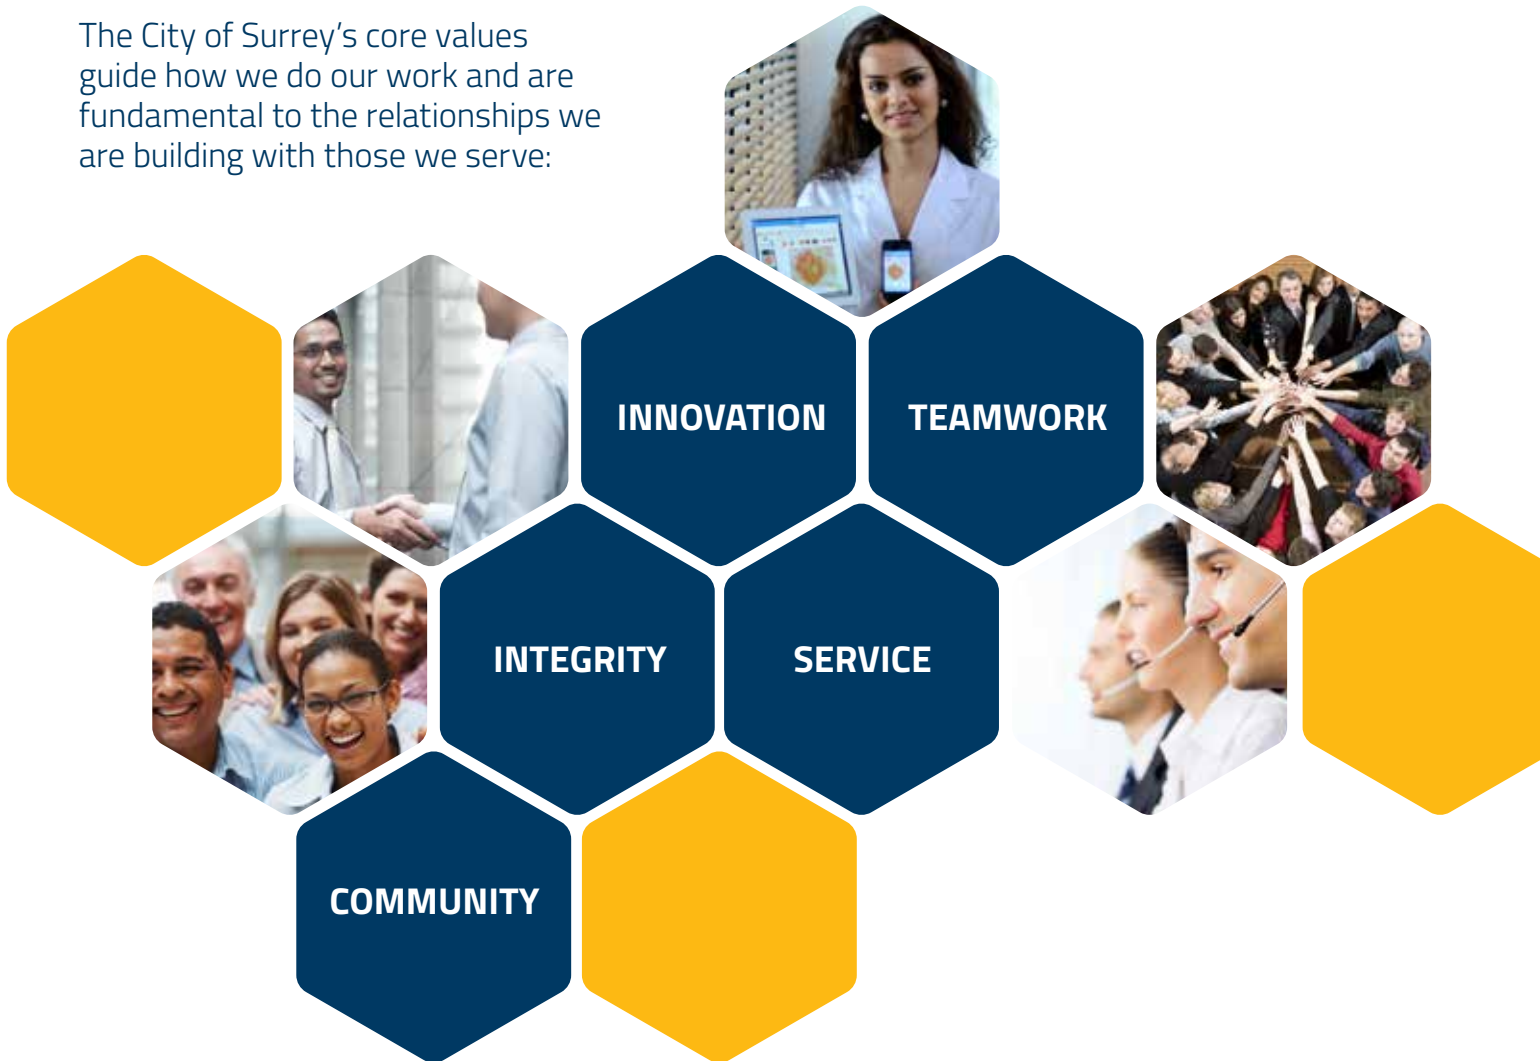 The City of Surrey’s core values
guide how we do our work and are
fundamental to the relationships we
are building with those we serve:
INNOVATION
TEAMWORK
INTEGRITY
SERVICE
COMMUNITY